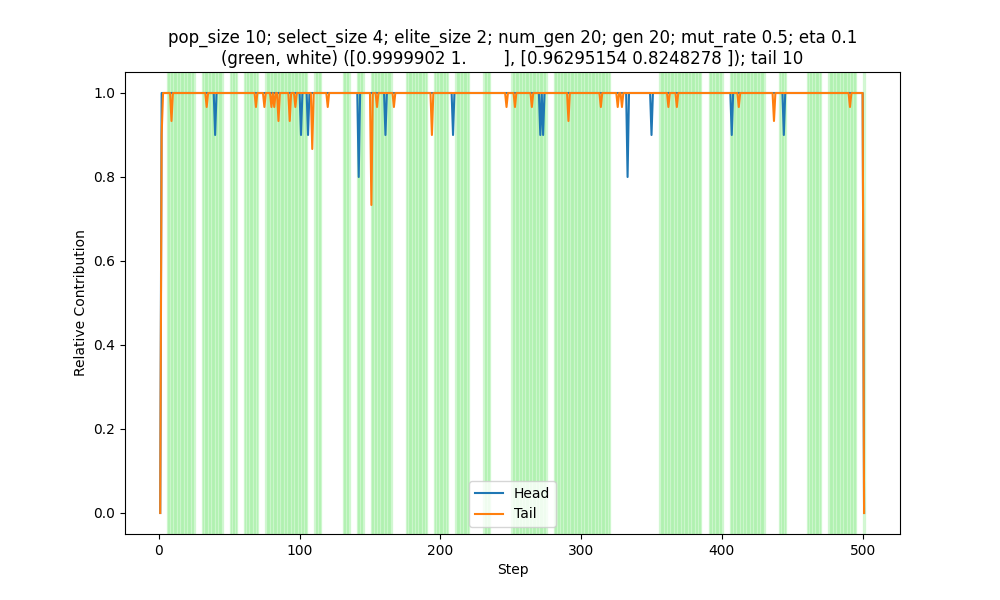 pop_size 10; select_size 4; elite_size 2; num_gen 20; gen 20; mut_rate 0.5; eta 0.1
(green, white) ([0.9999902 1.       ], [0.96295154 0.8248278 ]); tail 10
Relative Contribution
1.0
0.8
0.6
0.4
0.2
0.0
Head
Tail
0 100 200 300 400 500
Step